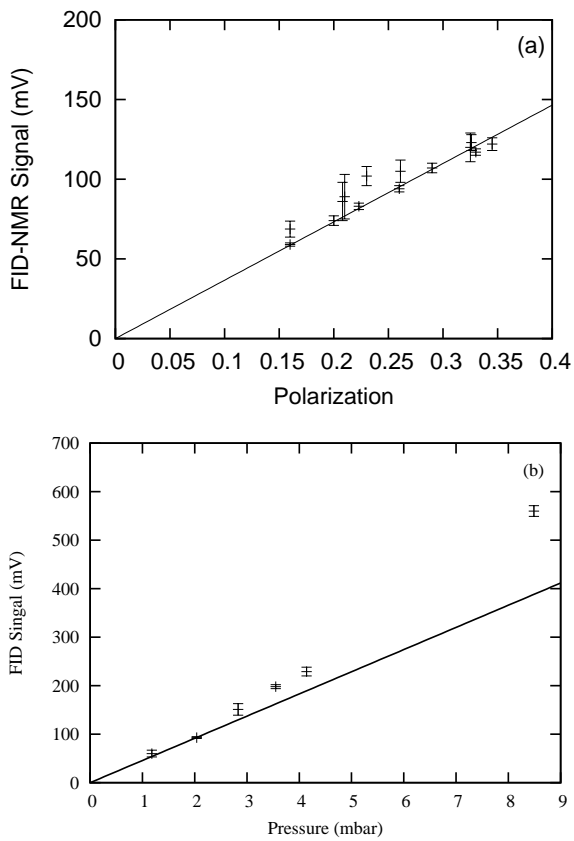 200
(a)
150
100
50
0
FID-NMR Signal (mV)
0 0.05 0.1 0.15 0.2 0.25 0.3 0.35 0.4
Polarization
700
(b)
600
500
400
300
200
100
0
FID Singal (mV)
0 1 2 3 4 5 6 7 8 9
Pressure (mbar)